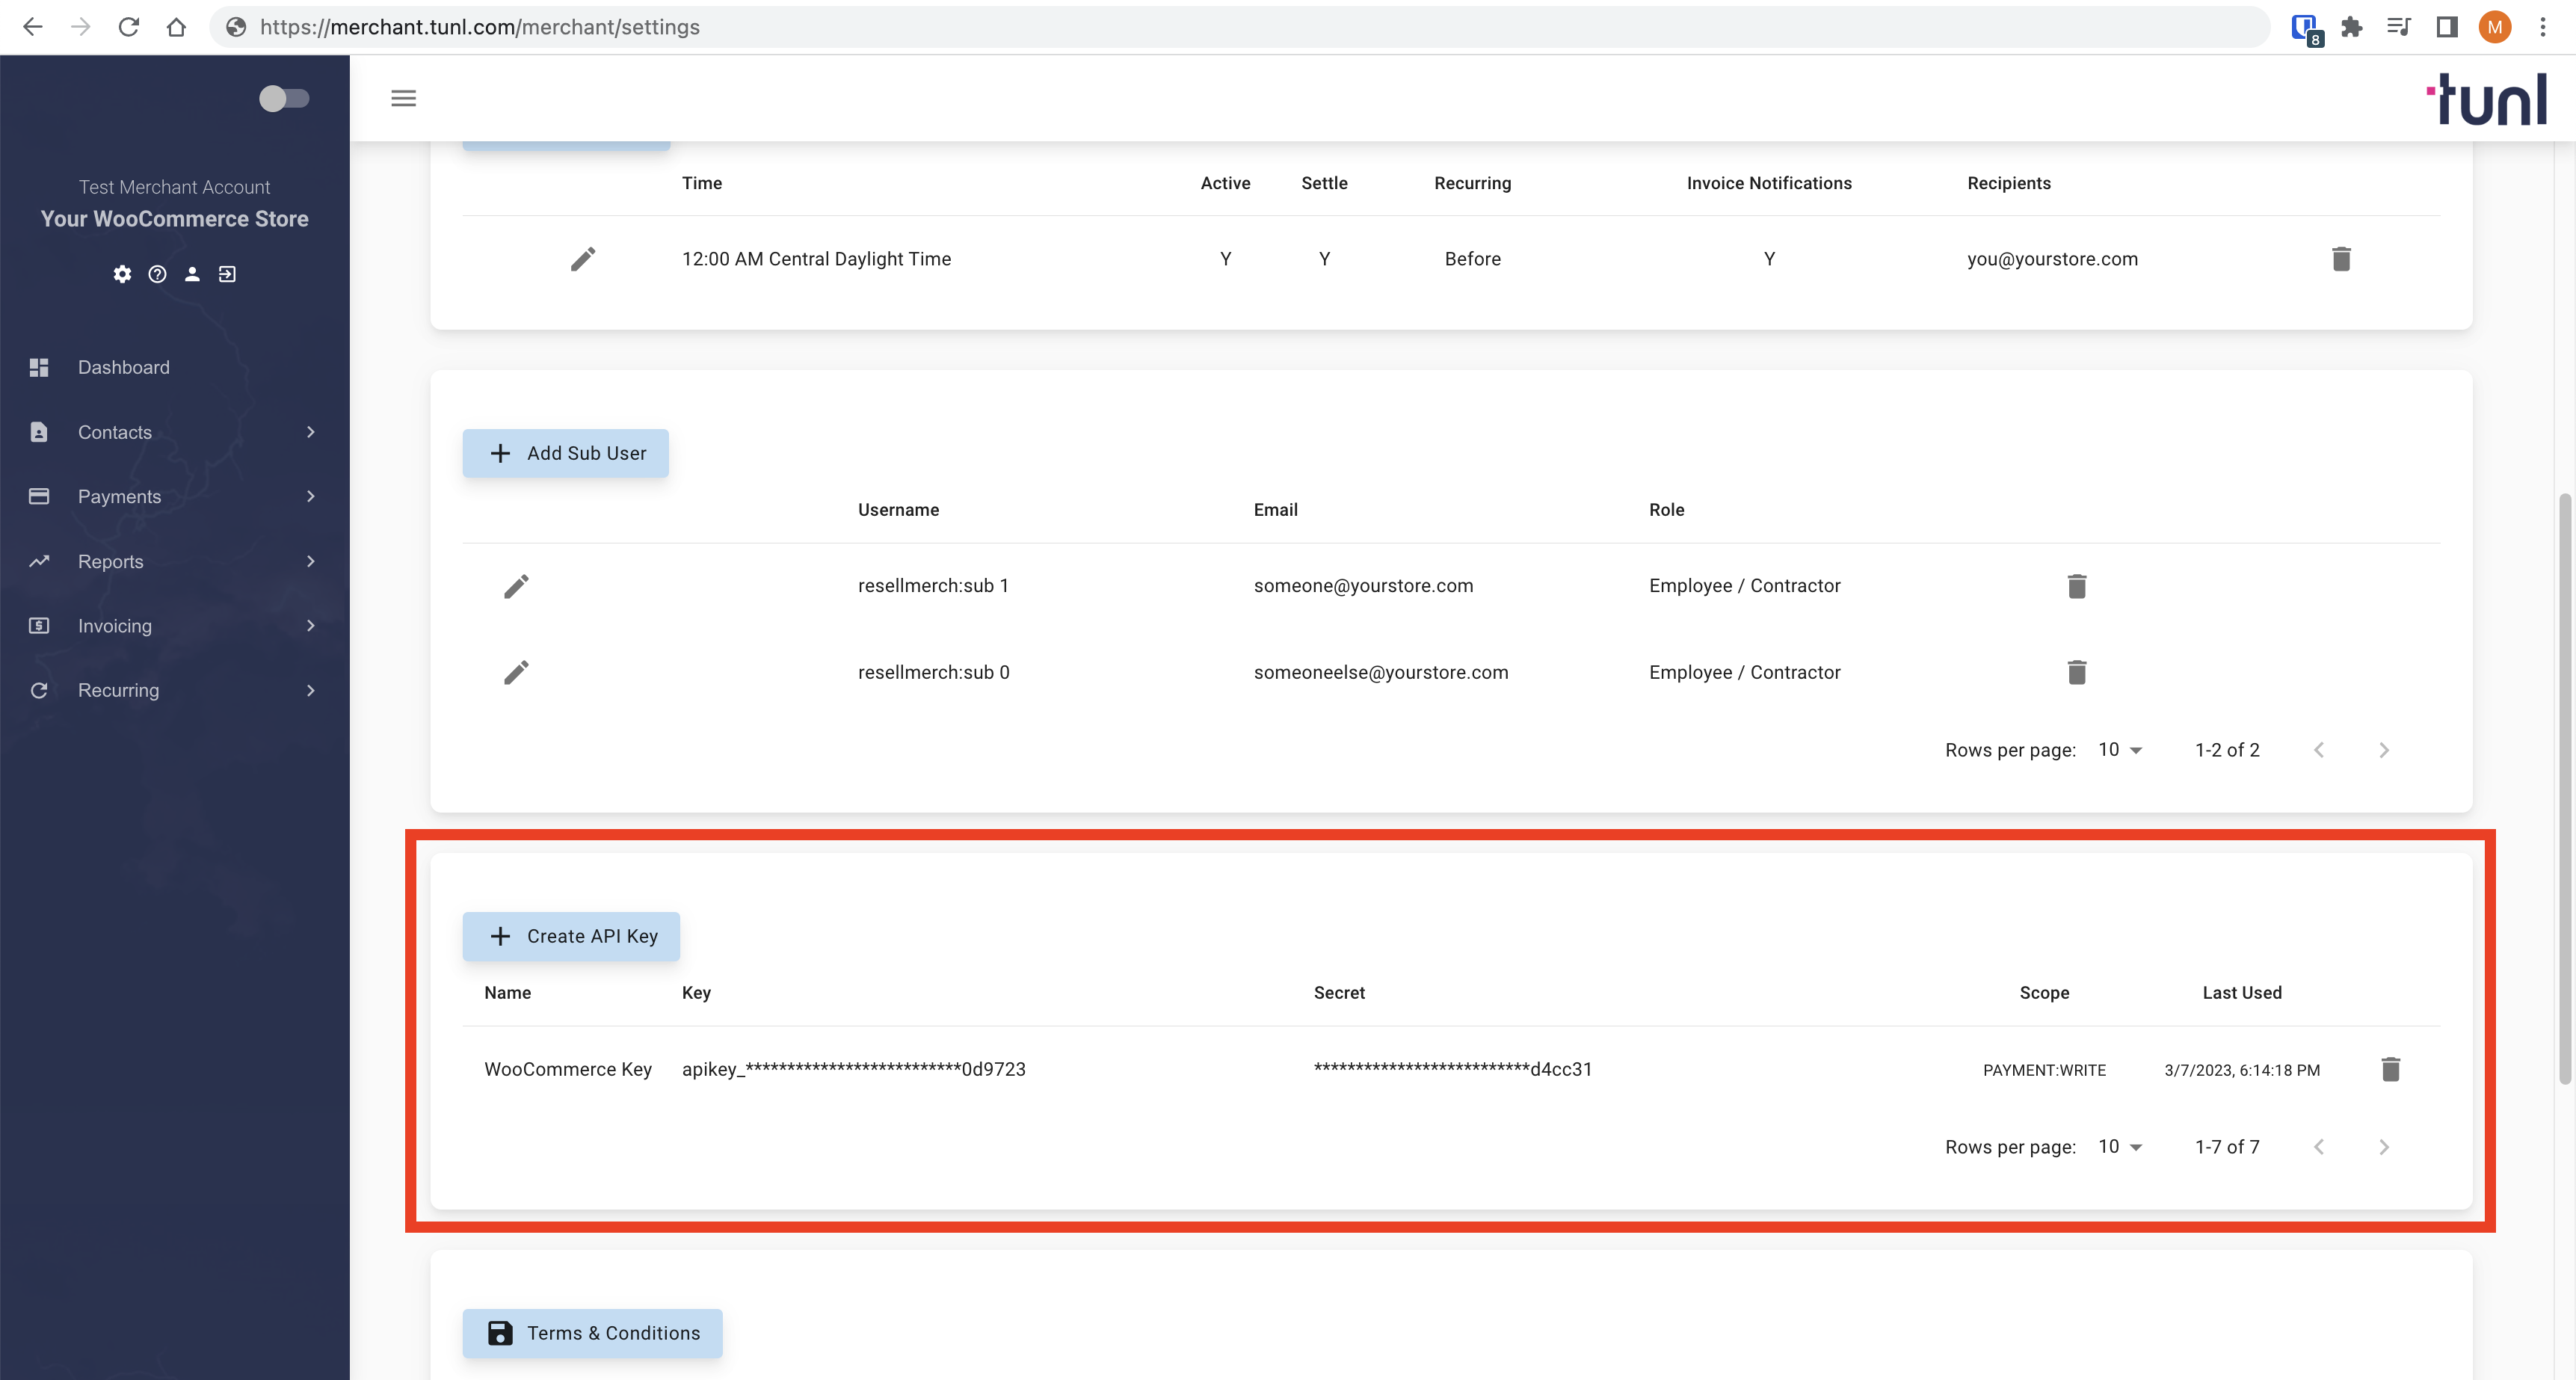 https://merchant.tunl.com/merchant/settings
8
M
tunl
Test Merchant Account
Your WooCommerce Store
Dashboard
Contacts
Payments
Reports
Invoicing
Recurring
Time Active Settle Recurring Invoice Notifications Recipients
12:00 AM Central Daylight Time Y Y Before Y you@yourstore.com
Add Sub User
Username Email Role
resellmerch:sub 1 someone@yourstore.com Employee / Contractor
resellmerch:sub 0 someoneelse@yourstore.com Employee / Contractor
Rows per page: 10 1-2 of 2
Create API Key
Name Key Secret Scope Last Used
WooCommerce Key apikey_**************************0d9723 **************************d4cc31 PAYMENT:WRITE 3/7/2023, 6:14:18 PM
Rows per page: 10 1-7 of 7
Terms & Conditions